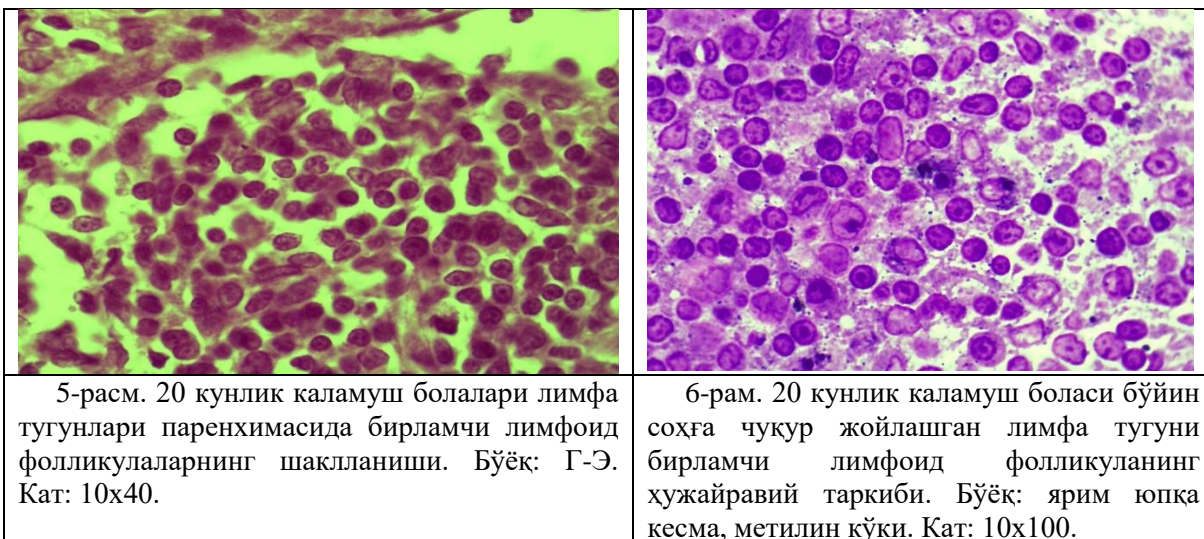 5-расм. 20 кунлик каламуш болалари лимфа
тугунлари паренхимасида бирламчи лимфоид
фолликулаларнинг шаклланиши. Бўёқ: Г-Э.
Кат: 10х40.
6-рам. 20 кунлик каламуш боласи бўйин
соҳға чуқур жойлашган лимфа тугуни
бирламчи лимфоид фолликуланинг
ҳужайравий таркиби. Бўёқ: ярим юпқа
кесма, метилин кўки. Кат: 10х100.